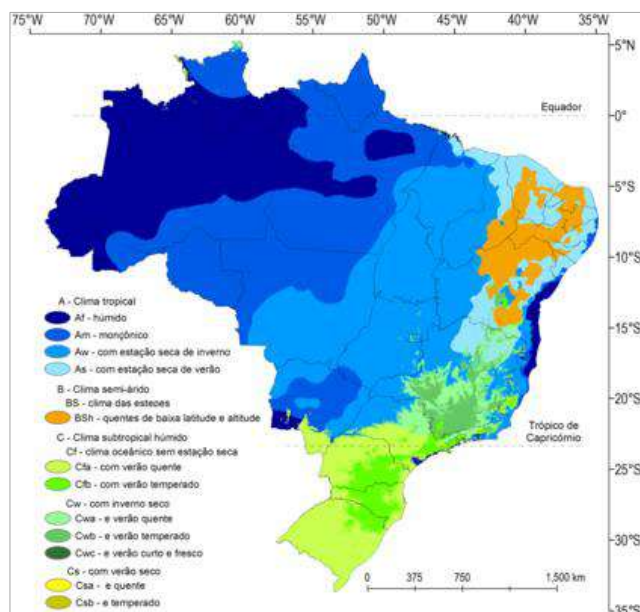 75°W 70°W 60°W 50°W 45°W 40°W 35°W
5°N
Equador
0°
5°S
10°S
15°S
20°S
Trópico de
Capricórnio
25°S
30°S
35°S
A - Clima tropical
Af - húmido
Am - monçônico
Aw - com estação seca de inverno
As - com estação seca de verão
B - Clima semi-árido
BS - clima das estepes
BSh - quentes de baixa latitude e altitude
C - Clima subtropical húmido
Cf - clima oceânico sem estação seca
Cfa - com verão quente
Cfb - com verão temperado
Cw - com inverno seco
Cwa - e verão quente
Cwb - e verão temperado
Cwc - e verão curto e fresco
Cs - com verão seco
Csa - e quente
Csb - e temperado
0 375 750 1,500 km